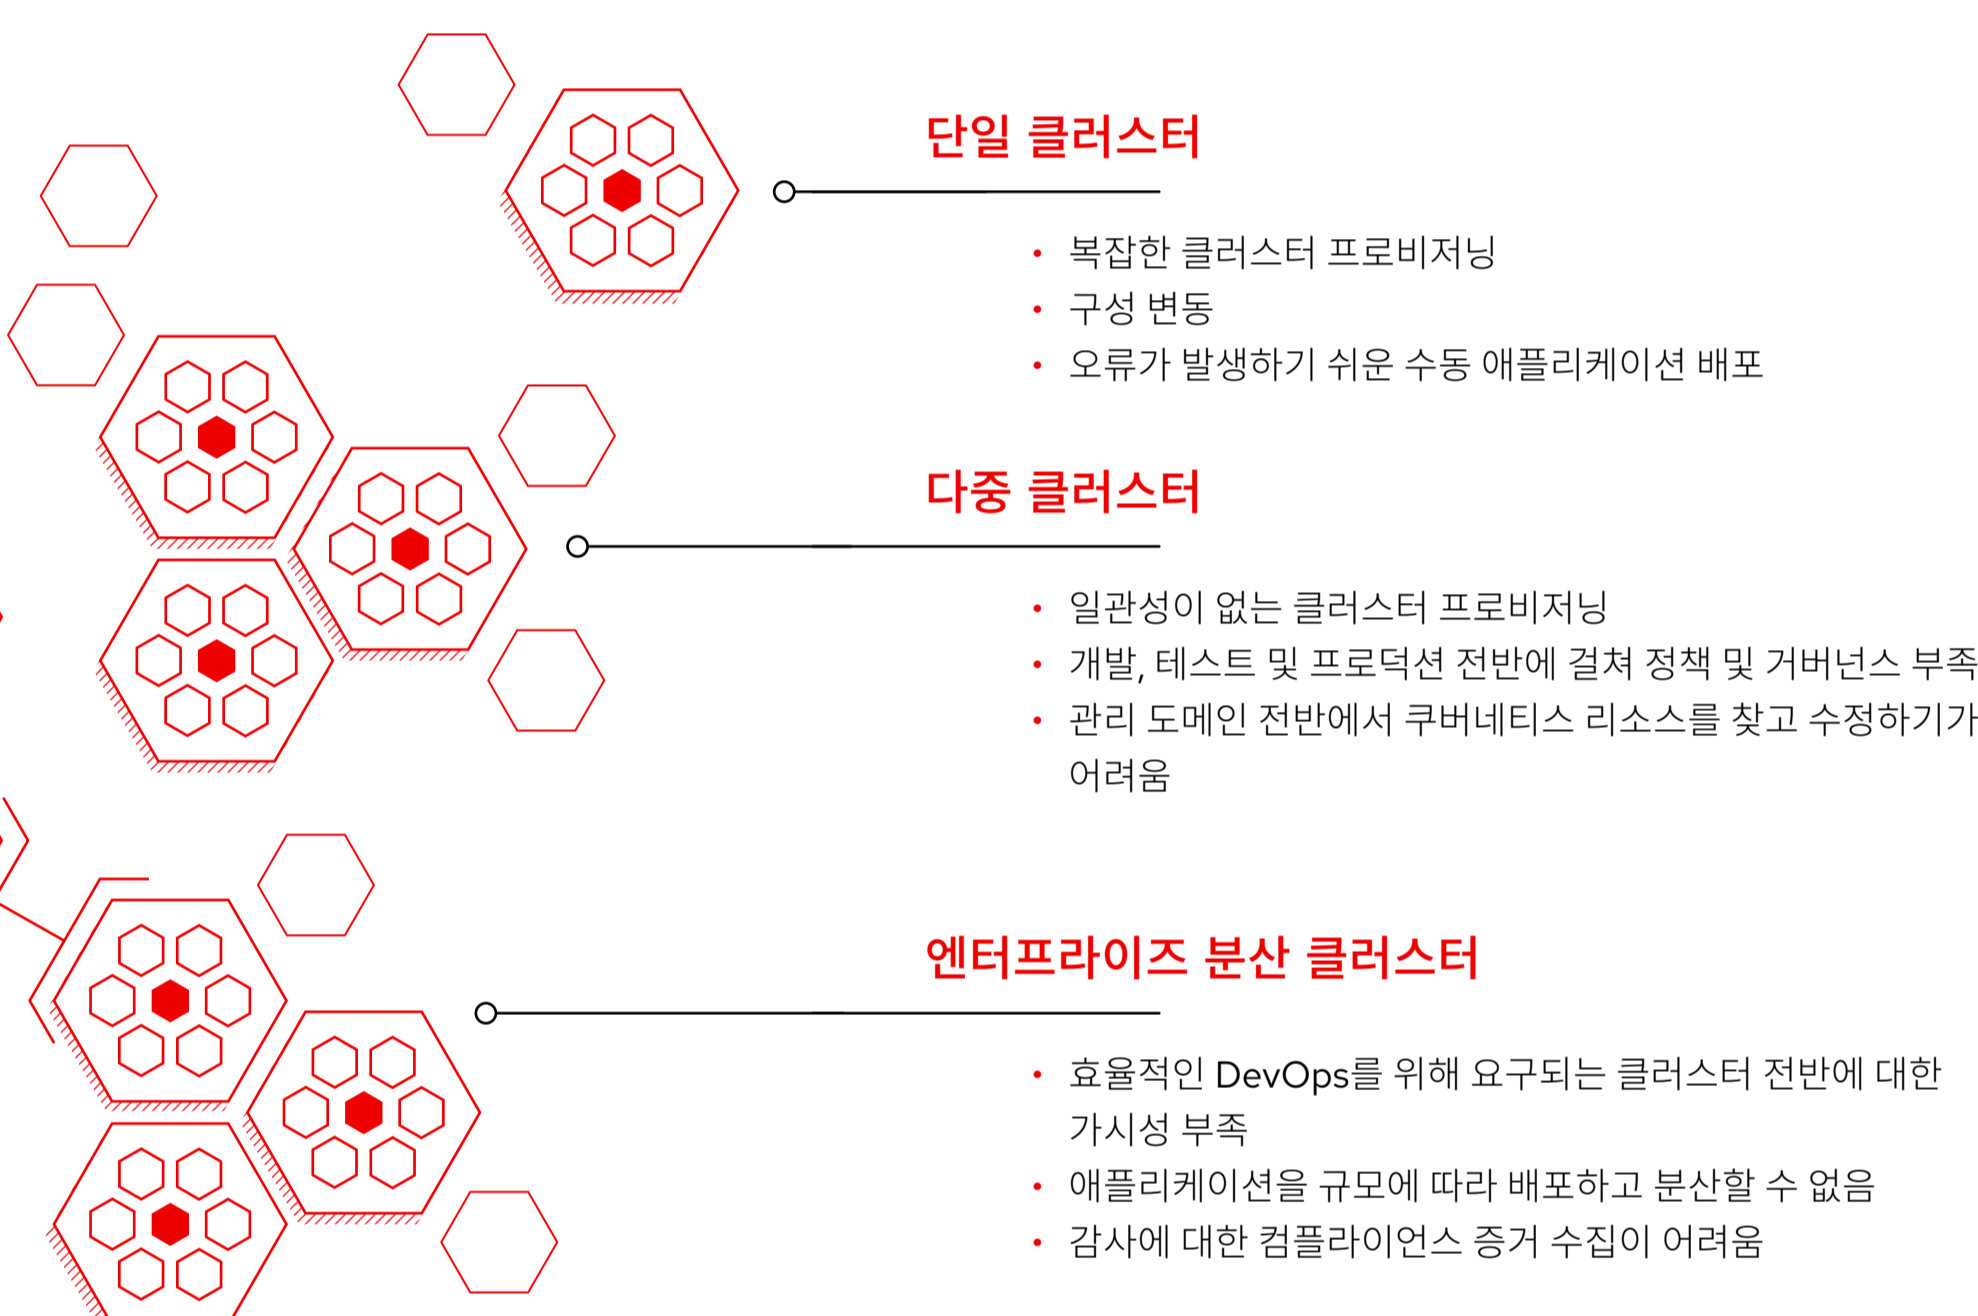 단일 클러스터
• 복잡한 클러스터 프로비저닝
• 구성 변동
• 오류가 발생하기 쉬운 수동 애플리케이션 배포
다중 클러스터
• 일관성이 없는 클러스터 프로비저닝
• 개발, 테스트 및 프로덕션 전반에 걸쳐 정책 및 거버넌스 부족
• 관리 도메인 전반에서 쿠버네티스 리소스를 찾고 수정하기가
어려움
엔터프라이즈 분산 클러스터
• 효율적인 DevOps를 위해 요구되는 클러스터 전반에 대한
가시성 부족
• 애플리케이션을 규모에 따라 배포하고 분산할 수 없음
• 감사에 대한 컴플라이언스 증거 수집이 어려움